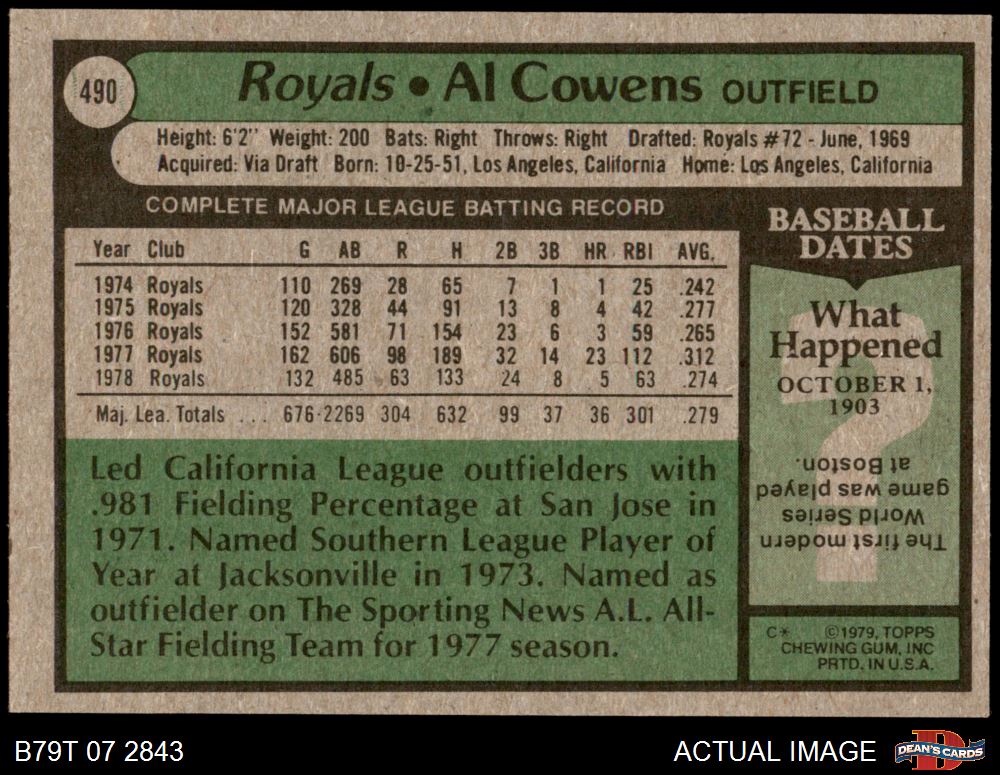 490
Royals • Al Cowens OUTFIELD
Height: 6'2" Weight: 200 Bats: Right Throws: Right Drafted: Royals #72 - June, 1969
Acquired: Via Draft Born: 10-25-51, Los Angeles, California Home: Los Angeles, California
COMPLETE MAJOR LEAGUE BATTING RECORD
Year Club G AB R H 2B 3B HR RBI AVG.
1974 Royals 110 269 28 65 7 1 1 25 .242
1975 Royals 120 328 44 91 13 8 4 42 .277
1976 Royals 152 581 71 154 23 6 3 59 .265
1977 Royals 162 606 98 189 32 14 23 112 .312
1978 Royals 132 485 63 133 24 8 5 63 .274
Maj. Lea. Totals ... 676 2269 304 632 99 37 36 301 .279
Led California League outfielders with
.981 Fielding Percentage at San Jose in
1971. Named Southern League Player of
Year at Jacksonville in 1973. Named as
outfielder on The Sporting News A.L. All-
Star Fielding Team for 1977 season.
BASEBALL
DATES
What
Happened
OCTOBER 1,
1903
The first modern
World Series
game was played
at Boston.
C* ©1979, TOPPS
CHEWING GUM, INC
PRTD. IN U.S.A.
B79T 07 2843
ACTUAL IMAGE
DEAN'S CARDS